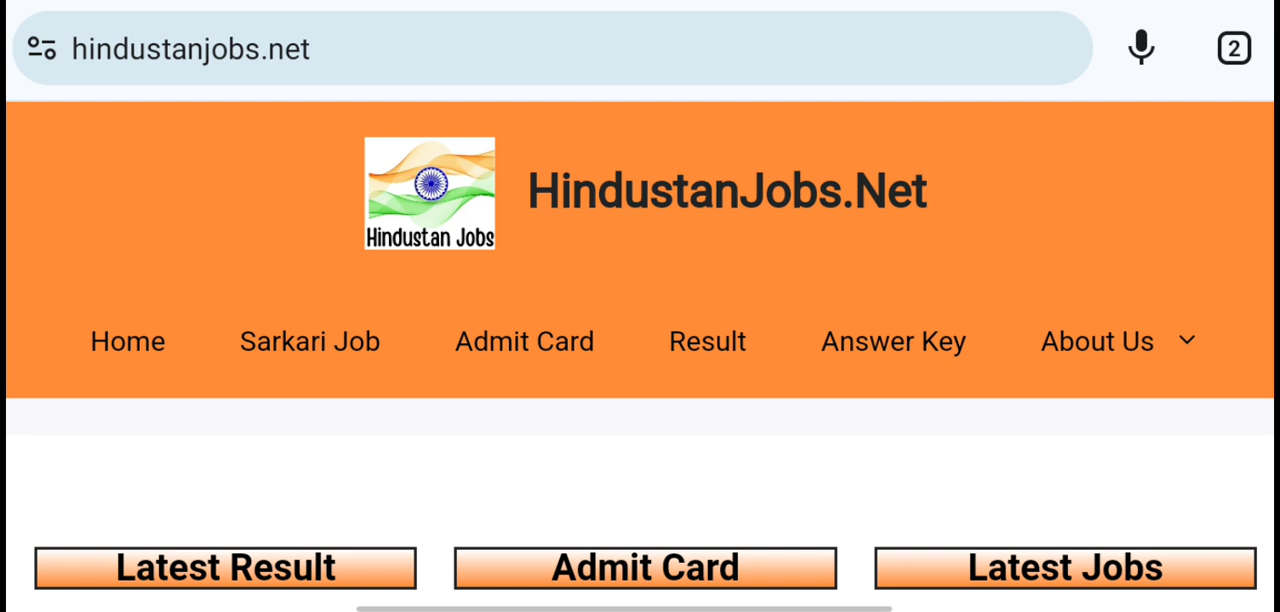 hindustanjobs.net
2
Hindustan Jobs
HindustanJobs.Net
Home Sarkari Job Admit Card Result Answer Key About Us
Latest Result Admit Card Latest Jobs